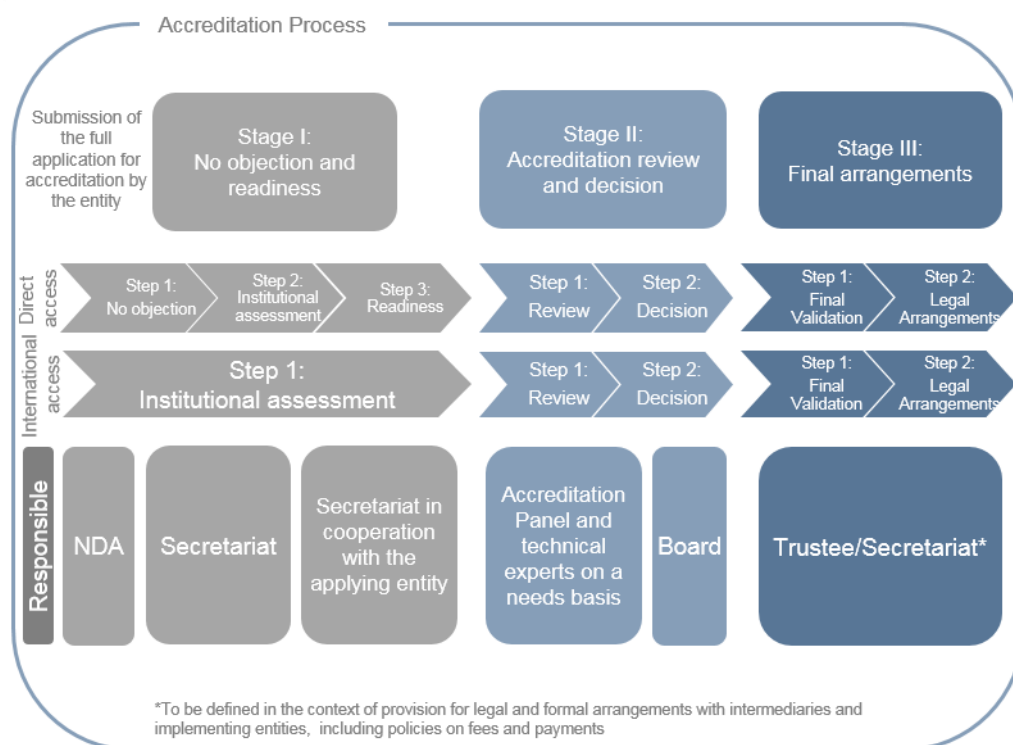 Accreditation Process
Submission of
the full
application for
accreditation by
the entity
Stage I:
No objection and
readiness
Stage II:
Accreditation review
and decision
Stage III:
Final arrangements
Direct
access
Step 1:
No objection
Step 2:
Institutional
assessment
Step 3:
Readiness
Step 1:
Review
Step 2:
Decision
Step 1:
Final
Validation
Step 2:
Legal
Arrangements
International
access
Step 1:
Institutional assessment
Step 1:
Review
Step 2:
Decision
Step 1:
Final
Validation
Step 2:
Legal
Arrangements
Responsible
NDA
Secretariat
Secretariat in
cooperation
with the
applying entity
Accreditation
Panel and
technical
experts on a
needs basis
Board
Trustee/Secretariat*
*To be defined in the context of provision for legal and formal arrangements with intermediaries and
implementing entities, including policies on fees and payments